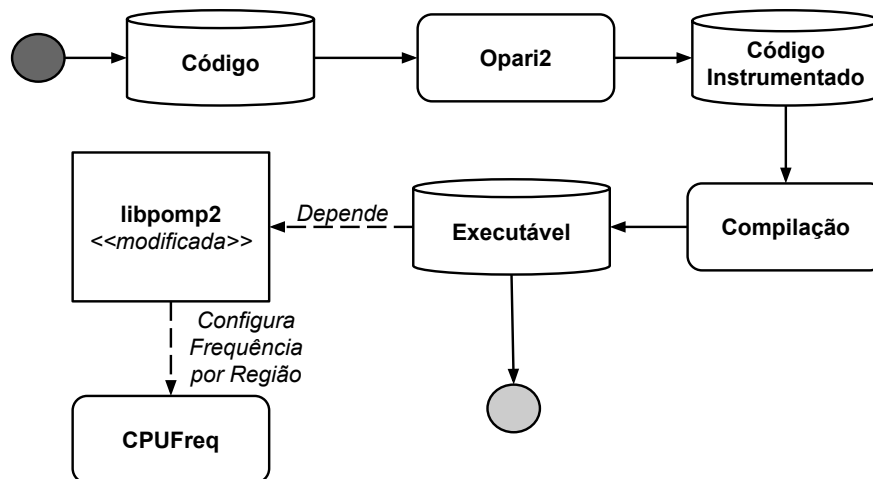 Código
Opari2
Código
Instrumentado
libpomp2
<<modificada>>
Depende
Executável
Compilação
Configura
Frequência
por Região
CPUFreq